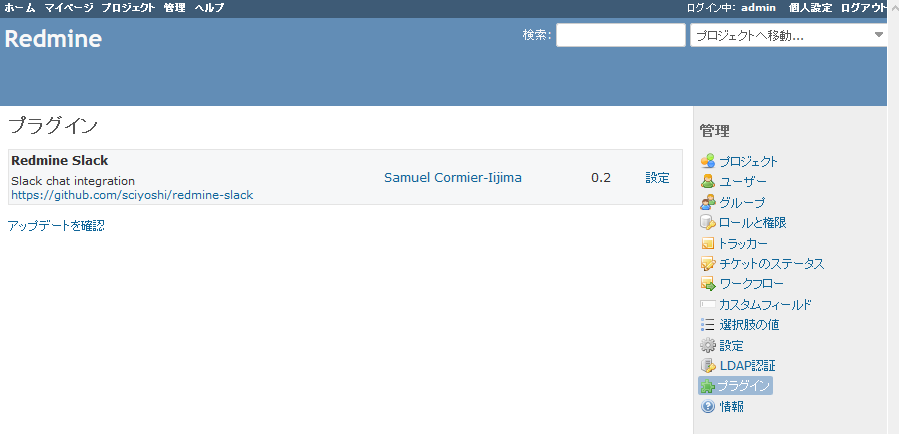 ホーム マイページ プロジェクト 管理 ヘルプ ログイン中: admin 個人設定 ログアウト
Redmine 検索: プロジェクトへ移動...
プラグイン
Redmine Slack
Slack chat integration
https://github.com/sciyoshi/redmine-slack
Samuel Cormier-Iijima 0.2 設定
アップデートを確認
管理
プロジェクト
ユーザー
グループ
ロールと権限
トラッカー
チケットのステータス
ワークフロー
カスタムフィールド
選択肢の値
設定
LDAP認証
プラグイン
情報